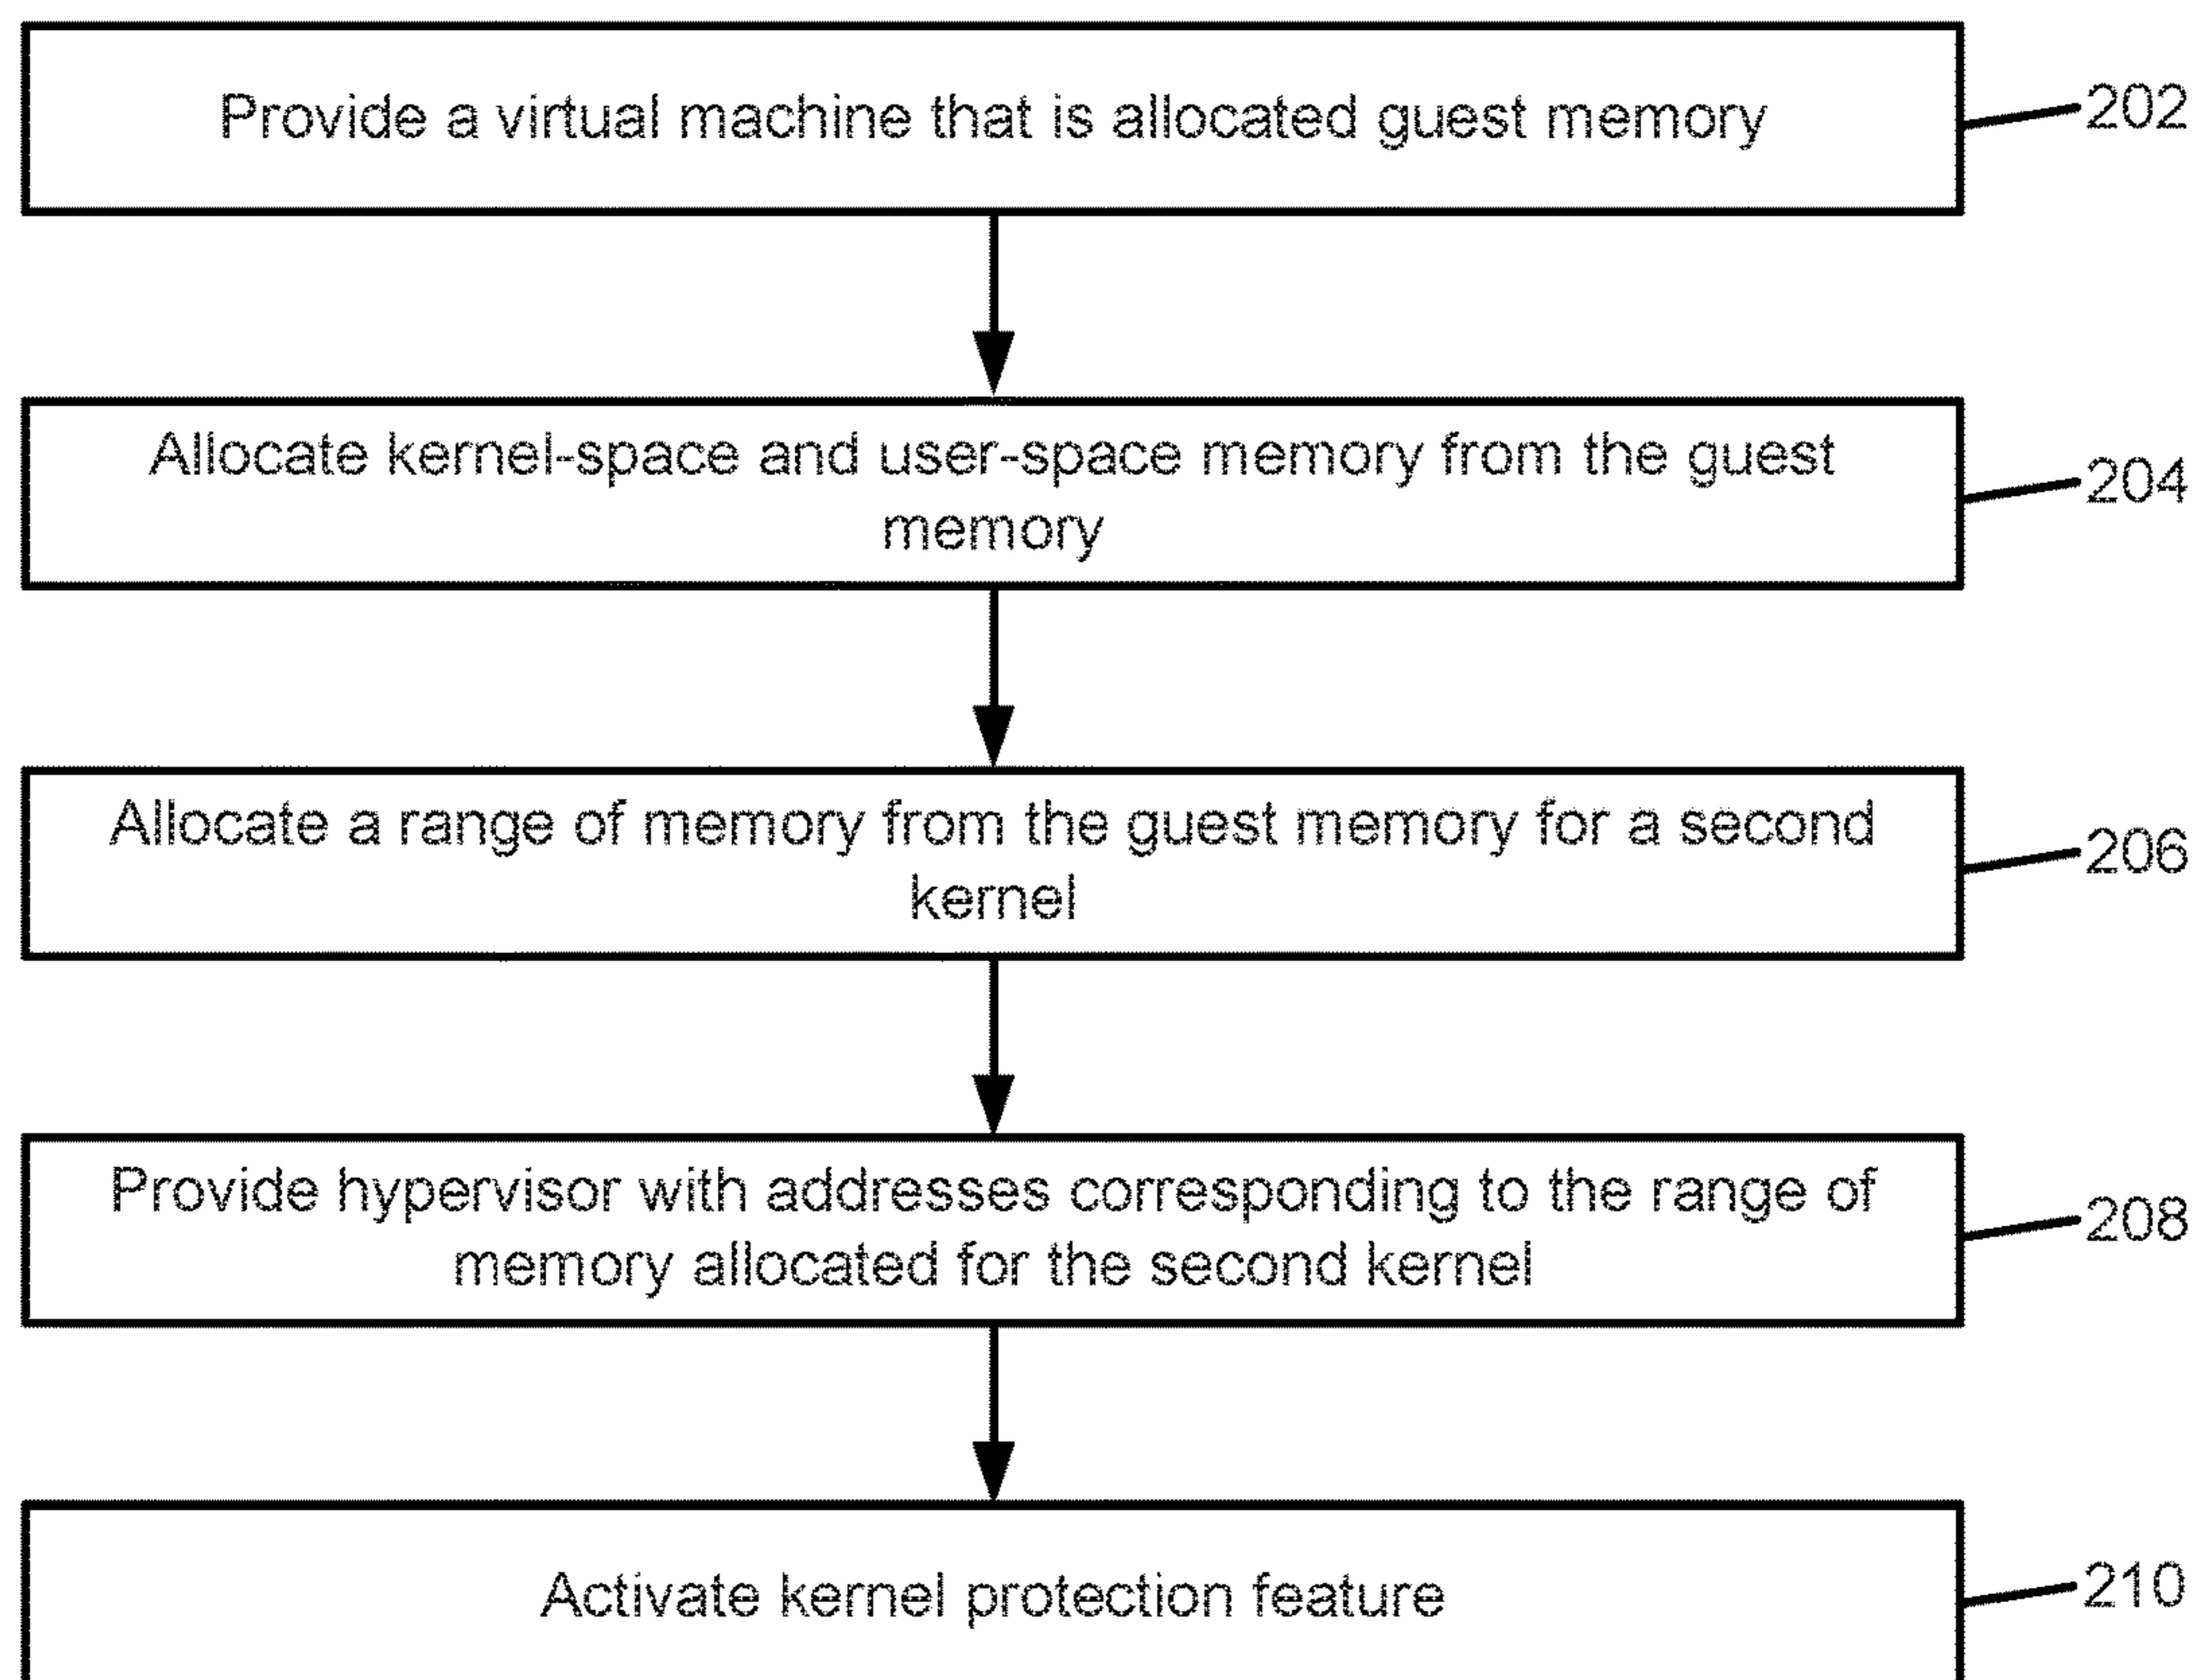 Provide a virtual machine that is allocated guest memory
202
Allocate kernel-space and user-space memory from the guest
memory
204
Allocate a range of memory from the guest memory for a second
kernel
206
Provide hypervisor with addresses corresponding to the range of
memory allocated for the second kernel
208
Activate kernel protection feature
210